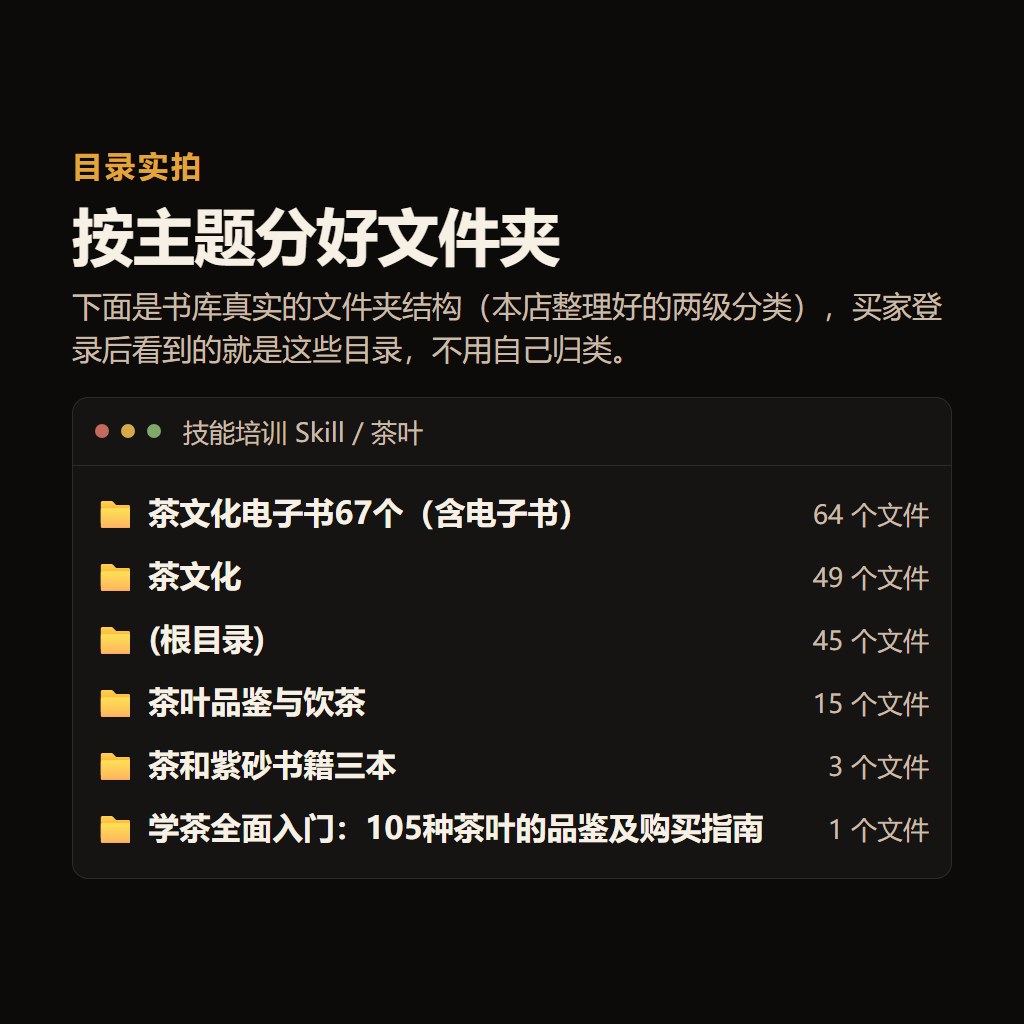 目录实拍
按主题分好文件夹
下面是书库真实的文件夹结构（本店整理好的两级分类），买家登
录后看到的就是这些目录，不用自己归类。
技能培训 Skill / 茶叶
茶文化电子书67个（含电子书） 64 个文件
茶文化 49 个文件
(根目录) 45 个文件
茶叶品鉴与饮茶 15 个文件
茶和紫砂书籍三本 3 个文件
学茶全面入门：105种茶叶的品鉴及购买指南 1 个文件